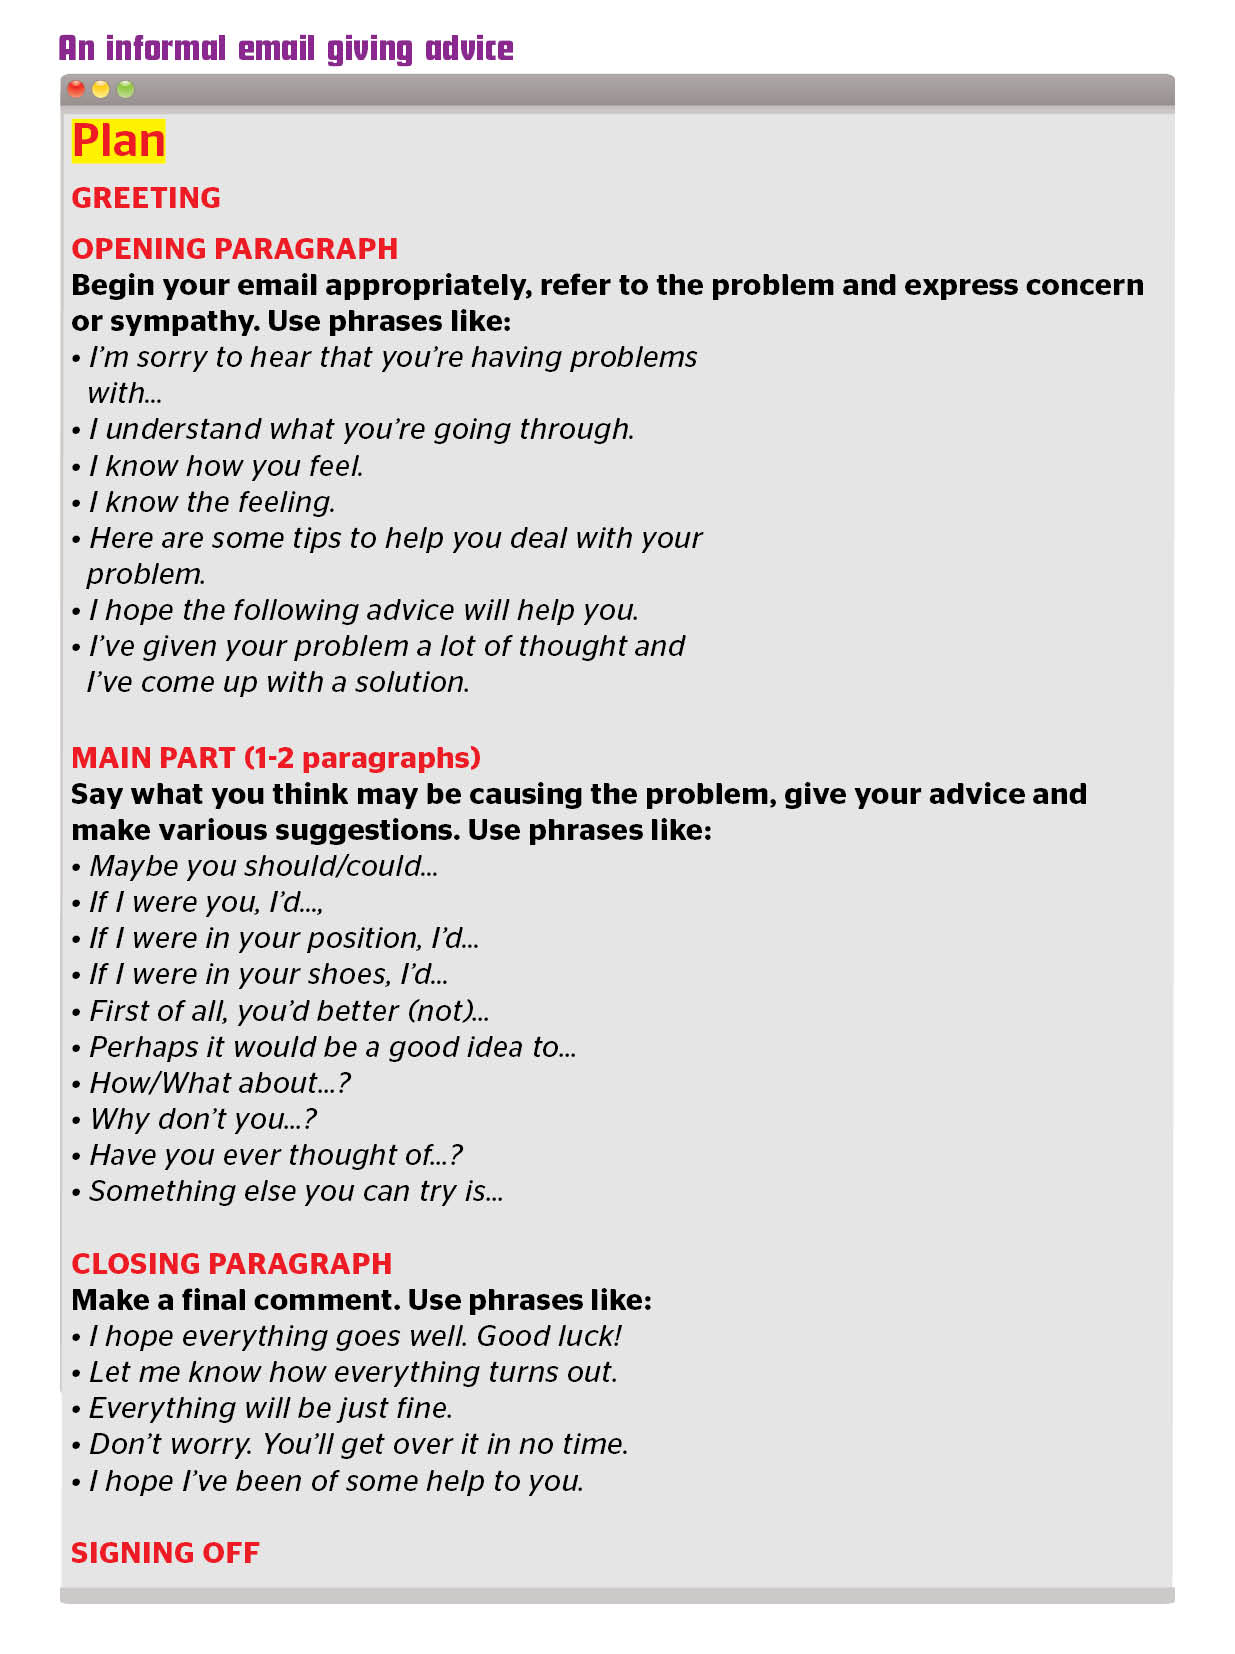 An informal email giving advice
Plan
GREETING
OPENING PARAGRAPH
Begin your email appropriately, refer to the problem and express concern
or sympathy. Use phrases like:
• I’m sorry to hear that you’re having problems
with...
• I understand what you’re going through.
• I know how you feel.
• I know the feeling.
• Here are some tips to help you deal with your
problem.
• I hope the following advice will help you.
• I’ve given your problem a lot of thought and
I’ve come up with a solution.
MAIN PART (1-2 paragraphs)
Say what you think may be causing the problem, give your advice and
make various suggestions. Use phrases like:
• Maybe you should/could...
• If I were you, I’d...,
• If I were in your position, I’d...
• If I were in your shoes, I’d...
• First of all, you’d better (not)...
• Perhaps it would be a good idea to...
• How/What about...?
• Why don’t you...?
• Have you ever thought of...?
• Something else you can try is...
CLOSING PARAGRAPH
Make a final comment. Use phrases like:
• I hope everything goes well. Good luck!
• Let me know how everything turns out.
• Everything will be just fine.
• Don’t worry. You’ll get over it in no time.
• I hope I’ve been of some help to you.
SIGNING OFF